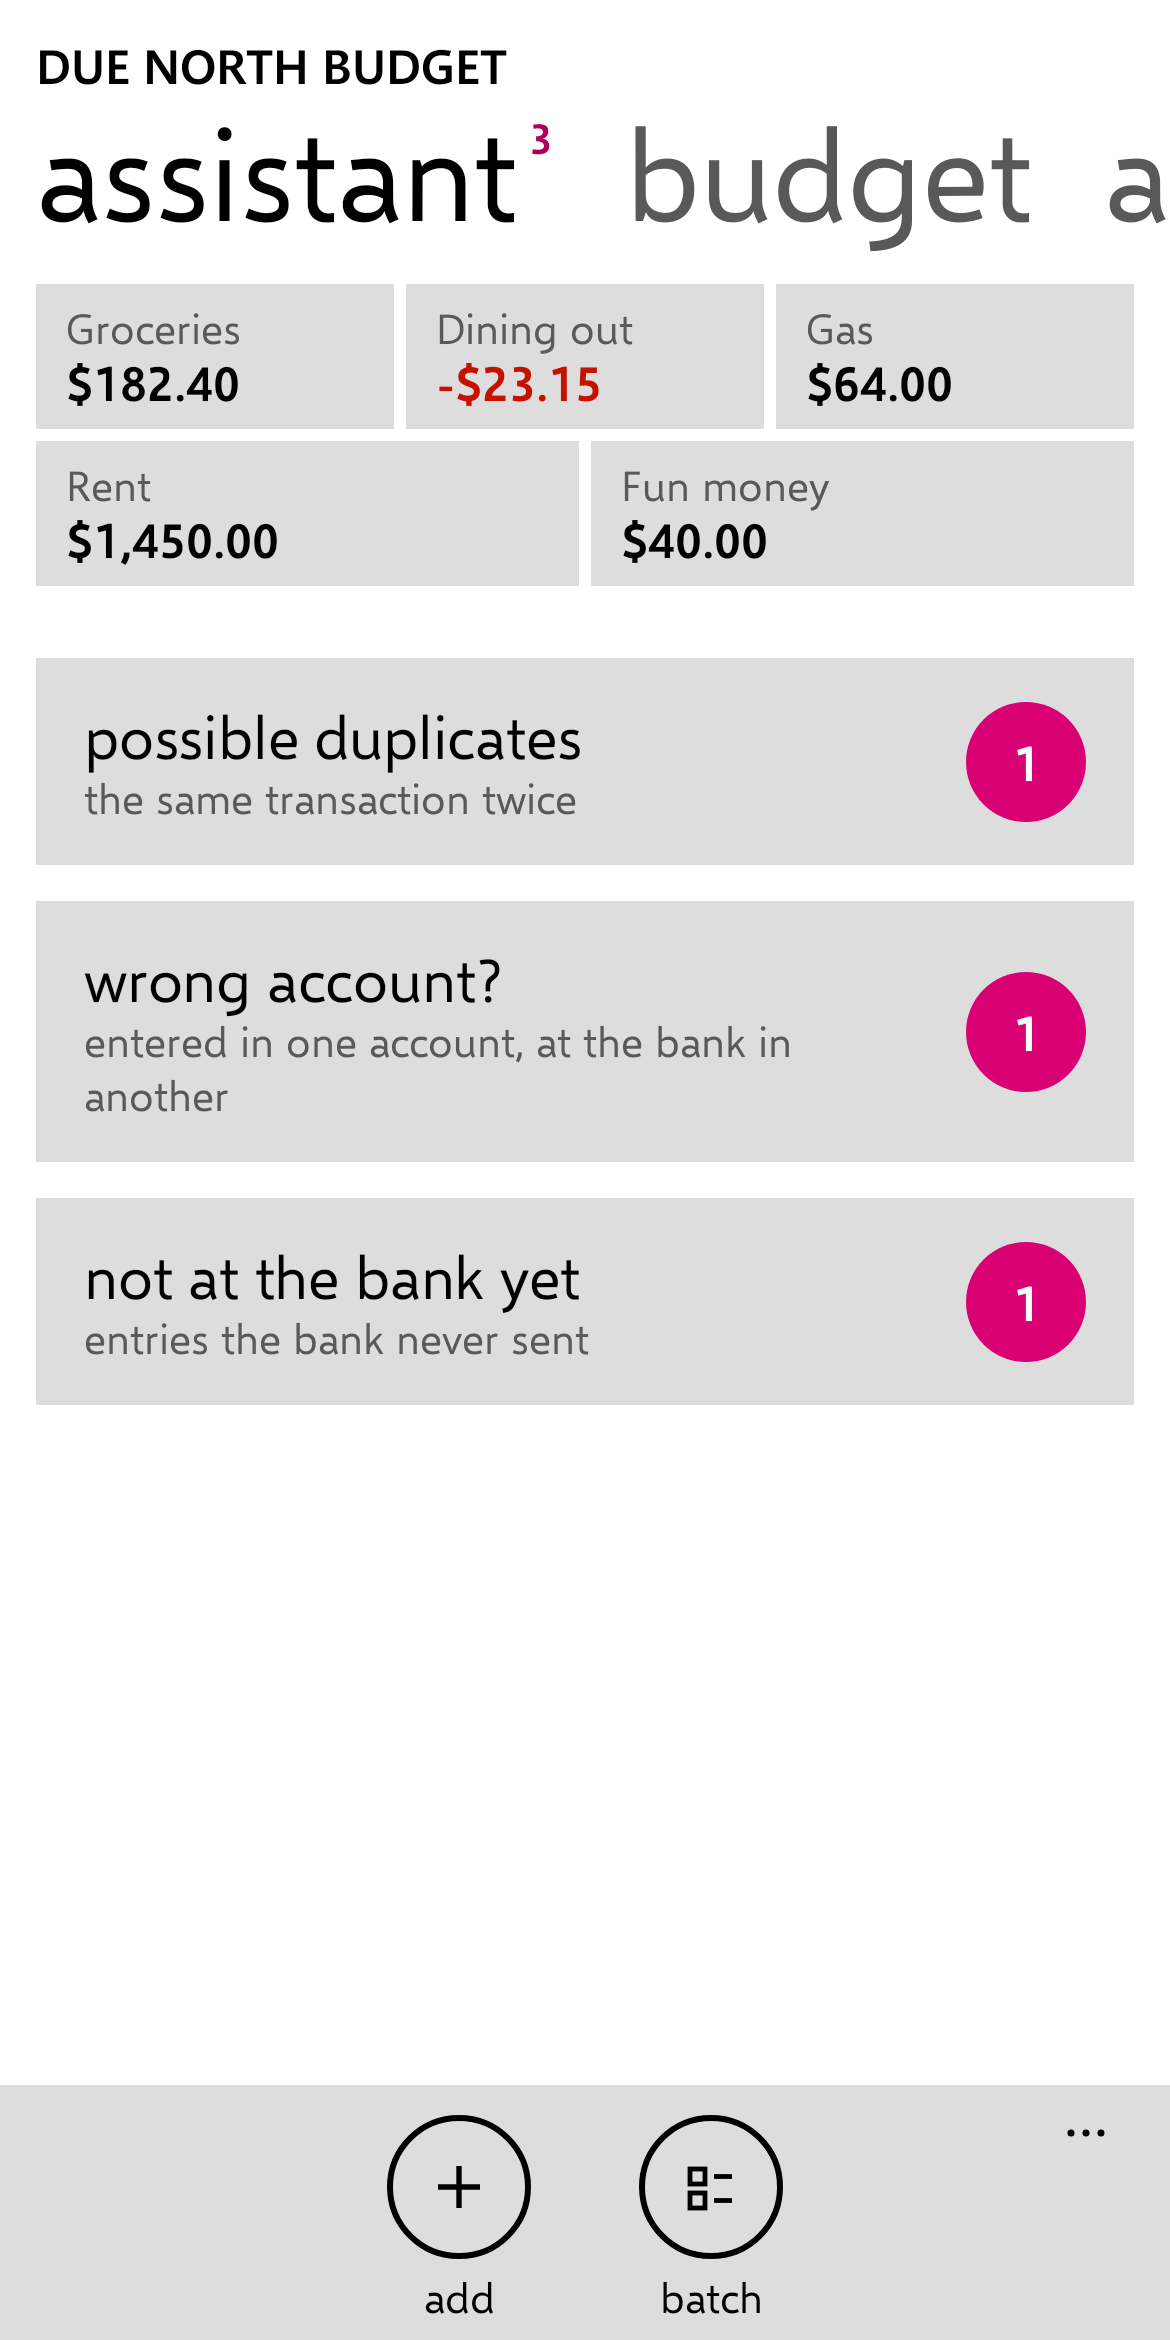 DUE NORTH BUDGET
assistant 3 budget a
Groceries Dining out Gas
$182.40 -$23.15 $64.00
Rent Fun money
$1,450.00 $40.00
possible duplicates
the same transaction twice
1
wrong account?
entered in one account, at the bank in
another
1
not at the bank yet
entries the bank never sent
1
...
add batch